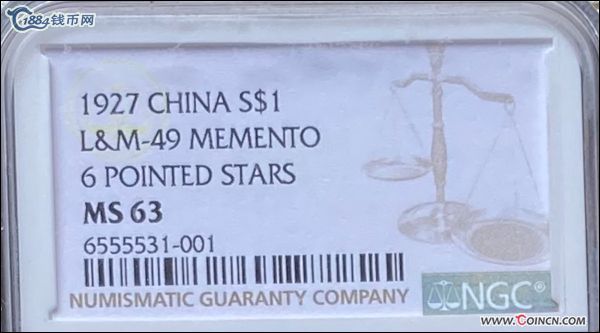 1884钱币网
1927 CHINA S$1
L&M-49 MEMENTO
6 POINTED STARS
MS 63
6555531-001
NUMISMATIC GUARANTY COMPANY
NGC®
www.COINCN.com